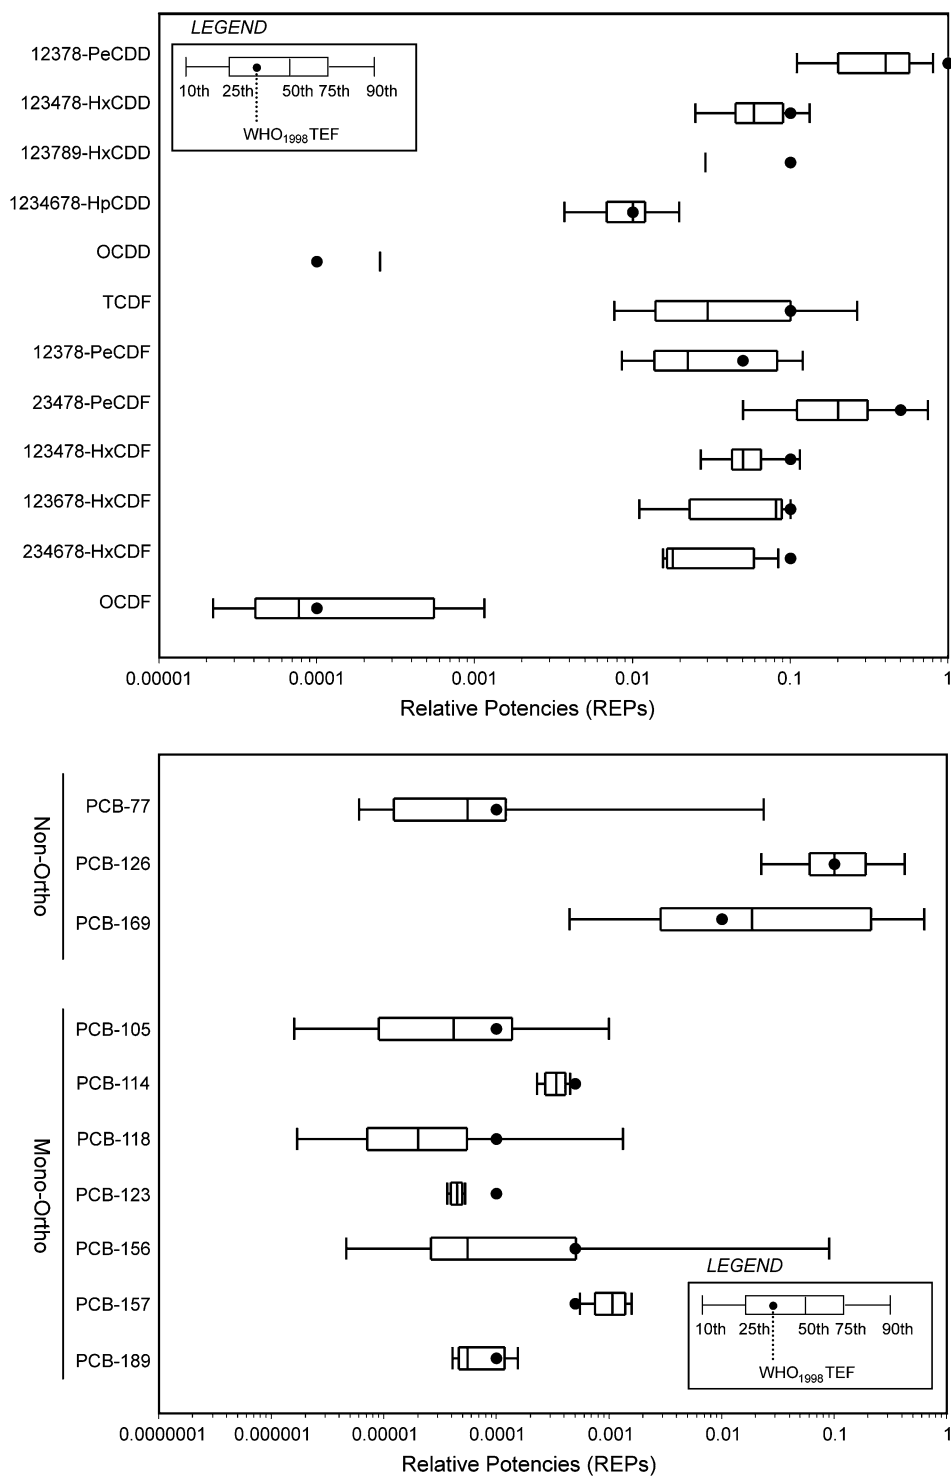 LEGEND
10th 25th 50th 75th 90th
WHO1998TEF
12378-PeCDD
123478-HxCDD
123789-HxCDD
1234678-HpCDD
OCDD
TCDF
12378-PeCDF
23478-PeCDF
123478-HxCDF
123678-HxCDF
234678-HxCDF
OCDF
0.00001 0.0001 0.001 0.01 0.1 1
Relative Potencies (REPs)
Non-Ortho
PCB-77
PCB-126
PCB-169
Mono-Ortho
PCB-105
PCB-114
PCB-118
PCB-123
PCB-156
PCB-157
PCB-189
LEGEND
10th 25th 50th 75th 90th
WHO1998TEF
0.0000001 0.000001 0.00001 0.0001 0.001 0.01 0.1 1
Relative Potencies (REPs)